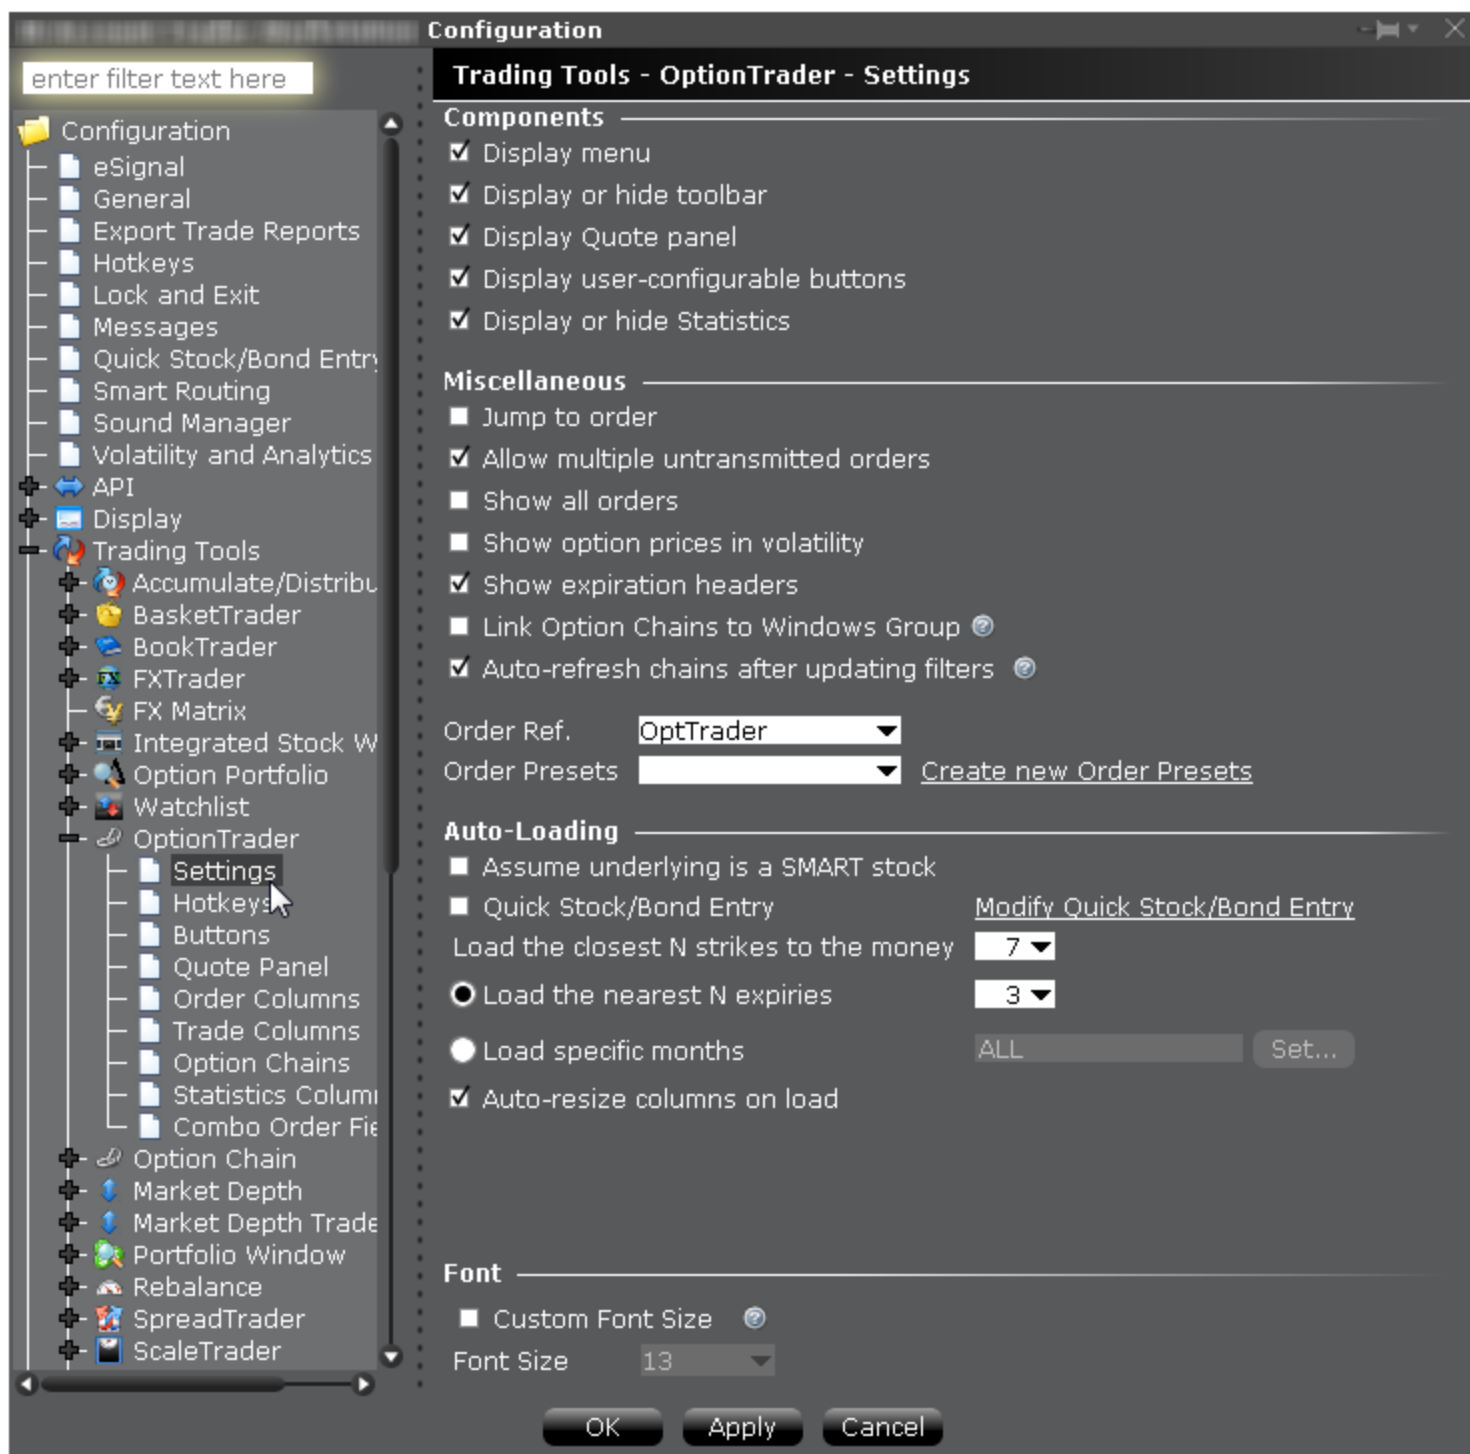 Configuration
enter filter text here
Configuration
eSignal
General
Export Trade Reports
Hotkeys
Lock and Exit
Messages
Quick Stock/Bond Entry
Smart Routing
Sound Manager
Volatility and Analytics
API
Display
Trading Tools
Accumulate/Distribu
BasketTrader
BookTrader
FXTrader
FX Matrix
Integrated Stock W
Option Portfolio
Watchlist
OptionTrader
Settings
Hotkeys
Buttons
Quote Panel
Order Columns
Trade Columns
Option Chains
Statistics Colum
Combo Order Fie
Option Chain
Market Depth
Market Depth Trade
Portfolio Window
Rebalance
SpreadTrader
ScaleTrader
Trading Tools - OptionTrader - Settings
Components
Display menu
Display or hide toolbar
Display Quote panel
Display user-configurable buttons
Display or hide Statistics
Miscellaneous
Jump to order
Allow multiple untransmitted orders
Show all orders
Show option prices in volatility
Show expiration headers
Link Option Chains to Windows Group ?
Auto-refresh chains after updating filters ?
Order Ref. OptTrader
Order Presets Create new Order Presets
Auto-Loading
Assume underlying is a SMART stock
Quick Stock/Bond Entry Modify Quick Stock/Bond Entry
Load the closest N strikes to the money 7
Load the nearest N expiries 3
Load specific months ALL Set...
Auto-resize columns on load
Font
Custom Font Size ?
Font Size 13
OK Apply Cancel